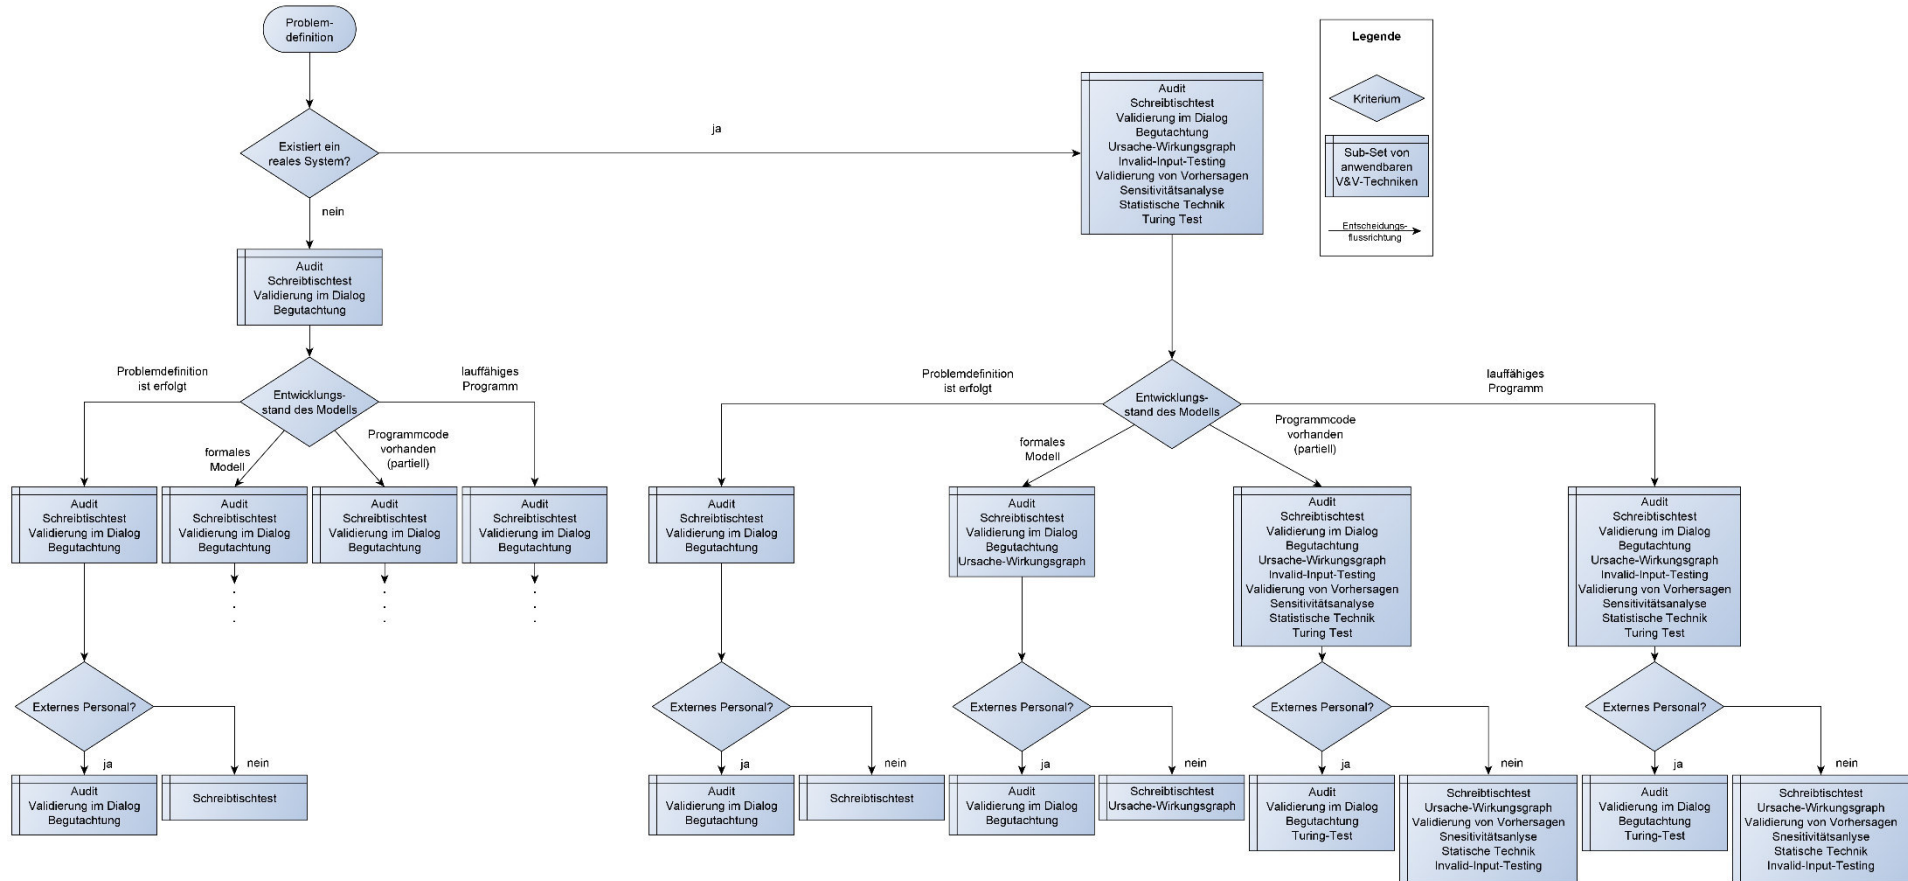 Problem-
definition
Legende
Kriterium
Sub-Set von
anwendbaren
V&V-Techniken
Entscheidungs-
flussrichtung
Existiert ein
reales System?
ja
nein
Audit
Schreibtischtest
Validierung im Dialog
Begutachtung
Ursache-Wirkungsgraph
Invalid-Input-Testing
Validierung von Vorhersagen
Sensitivitätsanalyse
Statistische Technik
Turing Test
Audit
Schreibtischtest
Validierung im Dialog
Begutachtung
Entwicklungs-
stand des Modells
Problemdefinition
ist erfolgt
formales
Modell
Programmcode
vorhanden
(partiell)
lauffähiges
Programm
Audit
Schreibtischtest
Validierung im Dialog
Begutachtung
Audit
Schreibtischtest
Validierung im Dialog
Begutachtung
Audit
Schreibtischtest
Validierung im Dialog
Begutachtung
Audit
Schreibtischtest
Validierung im Dialog
Begutachtung
Externes Personal?
ja
nein
Audit
Validierung im Dialog
Begutachtung
Schreibtischtest
Entwicklungs-
stand des Modells
Problemdefinition
ist erfolgt
formales
Modell
Programmcode
vorhanden
(partiell)
lauffähiges
Programm
Audit
Schreibtischtest
Validierung im Dialog
Begutachtung
Audit
Schreibtischtest
Validierung im Dialog
Begutachtung
Ursache-Wirkungsgraph
Audit
Schreibtischtest
Validierung im Dialog
Begutachtung
Ursache-Wirkungsgraph
Invalid-Input-Testing
Validierung von Vorhersagen
Sensitivitätsanalyse
Statistische Technik
Turing Test
Audit
Schreibtischtest
Validierung im Dialog
Begutachtung
Ursache-Wirkungsgraph
Invalid-Input-Testing
Validierung von Vorhersagen
Sensitivitätsanalyse
Statistische Technik
Turing Test
Externes Personal?
ja
nein
Audit
Validierung im Dialog
Begutachtung
Schreibtischtest
Externes Personal?
ja
nein
Audit
Validierung im Dialog
Begutachtung
Schreibtischtest
Ursache-Wirkungsgraph
Externes Personal?
ja
nein
Audit
Validierung im Dialog
Begutachtung
Turing-Test
Schreibtischtest
Ursache-Wirkungsgraph
Validierung von Vorhersagen
Snesitivitätsanlyse
Statische Technik
Invalid-Input-Testing
Externes Personal?
ja
nein
Audit
Validierung im Dialog
Begutachtung
Turing-Test
Schreibtischtest
Ursache-Wirkungsgraph
Validierung von Vorhersagen
Snesitivitätsanlyse
Statische Technik
Invalid-Input-Testing